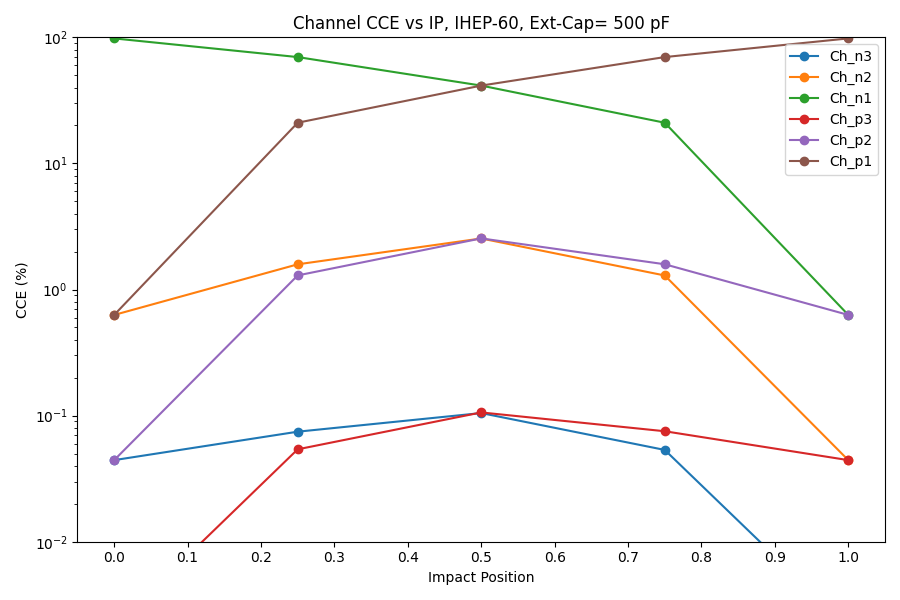 Channel CCE vs IP, IHEP-60, Ext-Cap= 500 pF
CCE (%)
10²
10¹
10⁰
10⁻¹
10⁻²
Ch_n3
Ch_n2
Ch_n1
Ch_p3
Ch_p2
Ch_p1
0.0 0.1 0.2 0.3 0.4 0.5 0.6 0.7 0.8 0.9 1.0
Impact Position